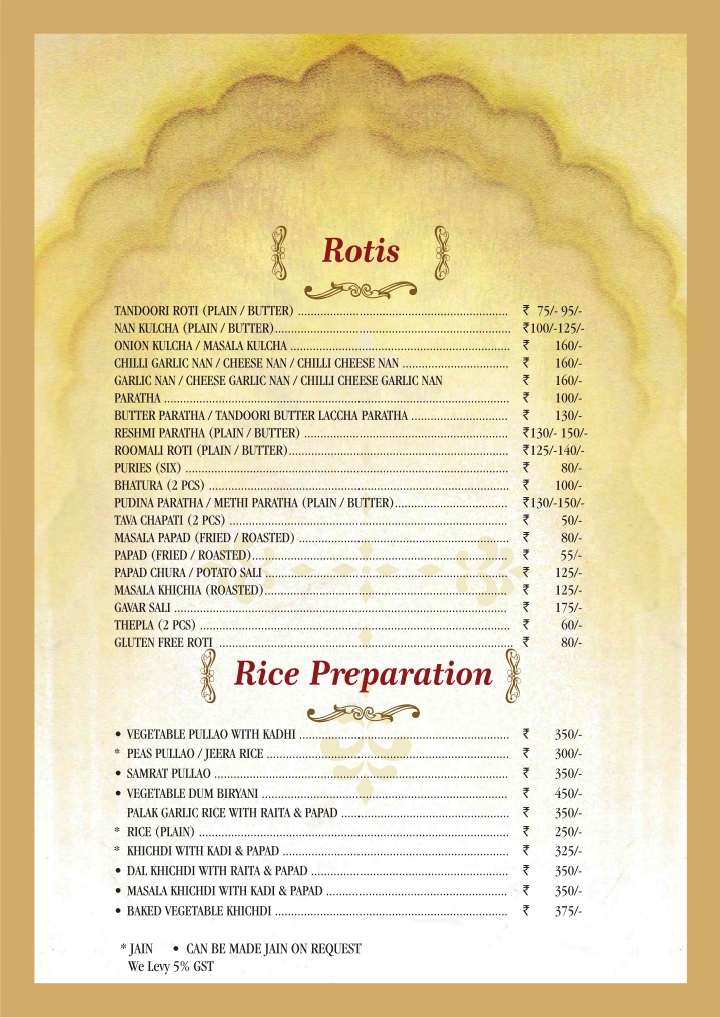 Rotis
TANDOORI ROTI (PLAIN / BUTTER) ₹ 75/- 95/-
NAN KULCHA (PLAIN / BUTTER) ₹100/-125/-
ONION KULCHA / MASALA KULCHA ₹ 160/-
CHILLI GARLIC NAN / CHEESE NAN / CHILLI CHEESE NAN ₹ 160/-
GARLIC NAN / CHEESE GARLIC NAN / CHILLI CHEESE GARLIC NAN ₹ 160/-
PARATHA ₹ 100/-
BUTTER PARATHA / TANDOORI BUTTER LACCHA PARATHA ₹ 130/-
RESHMI PARATHA (PLAIN / BUTTER) ₹130/- 150/-
ROOMALI ROTI (PLAIN / BUTTER) ₹125/-140/-
PURIES (SIX) ₹ 80/-
BHATURA (2 PCS) ₹ 100/-
PUDINA PARATHA / METHI PARATHA (PLAIN / BUTTER) ₹130/-150/-
TAVA CHAPATI (2 PCS) ₹ 50/-
MASALA PAPAD (FRIED / ROASTED) ₹ 80/-
PAPAD (FRIED / ROASTED) ₹ 55/-
PAPAD CHURA / POTATO SALI ₹ 125/-
MASALA KHICHIA (ROASTED) ₹ 125/-
GAVAR SALI ₹ 175/-
THEPLA (2 PCS) ₹ 60/-
GLUTEN FREE ROTI ₹ 80/-
Rice Preparation
• VEGETABLE PULLAO WITH KADHI ₹ 350/-
* PEAS PULLAO / JEERA RICE ₹ 300/-
• SAMRAT PULLAO ₹ 350/-
• VEGETABLE DUM BIRYANI ₹ 450/-
PALAK GARLIC RICE WITH RAITA & PAPAD ₹ 350/-
* RICE (PLAIN) ₹ 250/-
* KHICHDI WITH KADI & PAPAD ₹ 325/-
• DAL KHICHDI WITH RAITA & PAPAD ₹ 350/-
• MASALA KHICHDI WITH KADI & PAPAD ₹ 350/-
• BAKED VEGETABLE KHICHDI ₹ 375/-
* JAIN • CAN BE MADE JAIN ON REQUEST
We Levy 5% GST